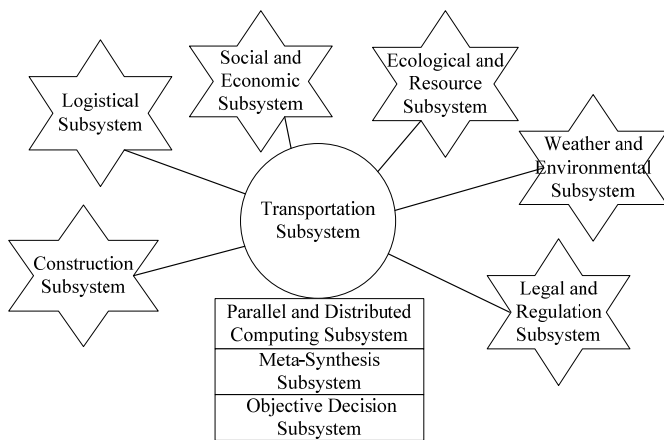 Logistical
Subsystem
Social and
Economic
Subsystem
Ecological and
Resource
Subsystem
Weather and
Environmental
Subsystem
Transportation
Subsystem
Construction
Subsystem
Legal and
Regulation
Subsystem
Parallel and Distributed
Computing Subsystem
Meta-Synthesis
Subsystem
Objective Decision
Subsystem